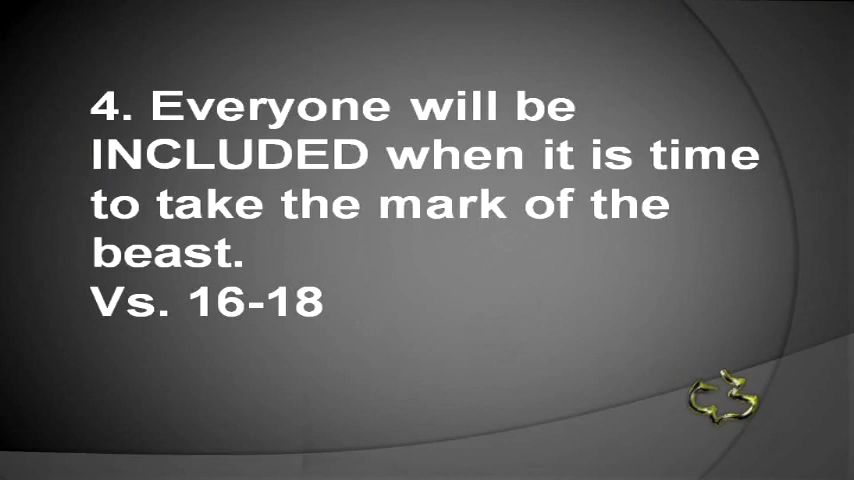 4. Everyone will be
INCLUDED when it is time
to take the mark of the
beast.
Vs. 16-18